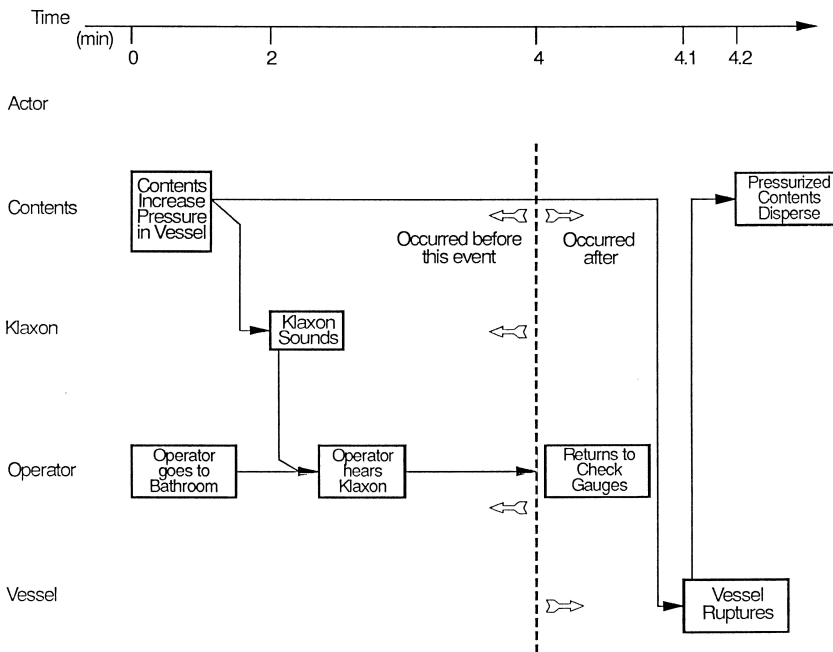 Time
(min)
0
2
4
4.1
4.2
Actor
Contents
Contents
Increase
Pressure
in Vessel
Pressurized
Contents
Disperse
Occurred before
this event
Occurred
after
Klaxon
Klaxon
Sounds
Operator
Operator
goes to
Bathroom
Operator
hears
Klaxon
Returns to
Check
Gauges
Vessel
Vessel
Ruptures